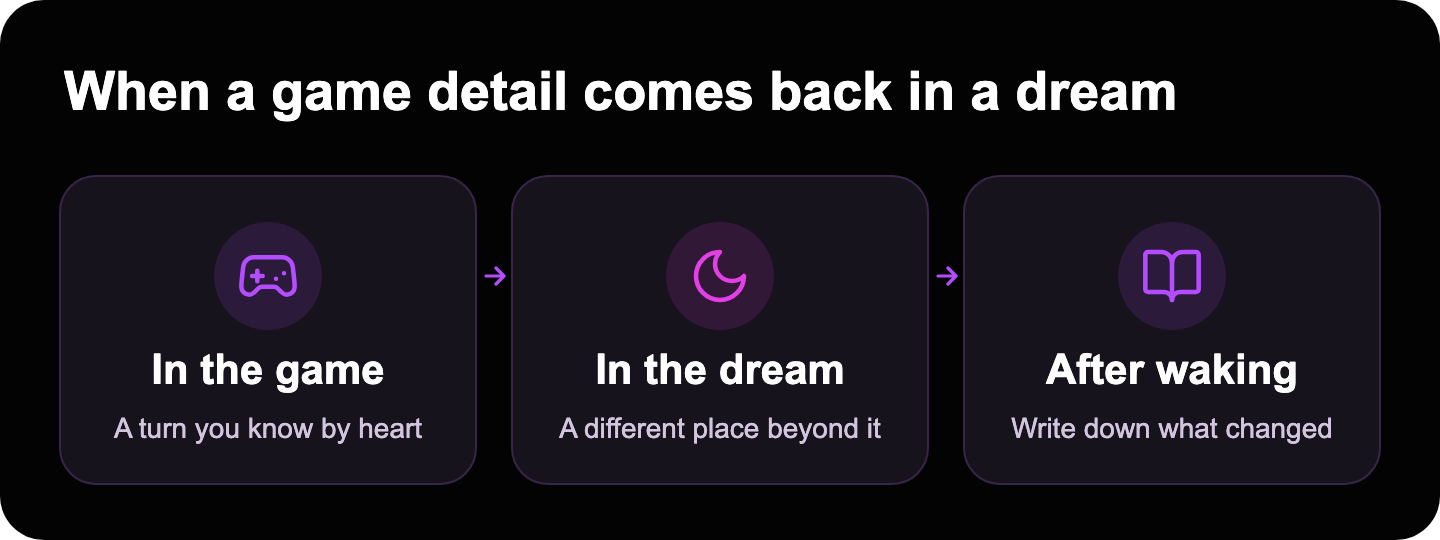 When a game detail comes back in a dream
In the game
A turn you know by heart
In the dream
A different place beyond it
After waking
Write down what changed